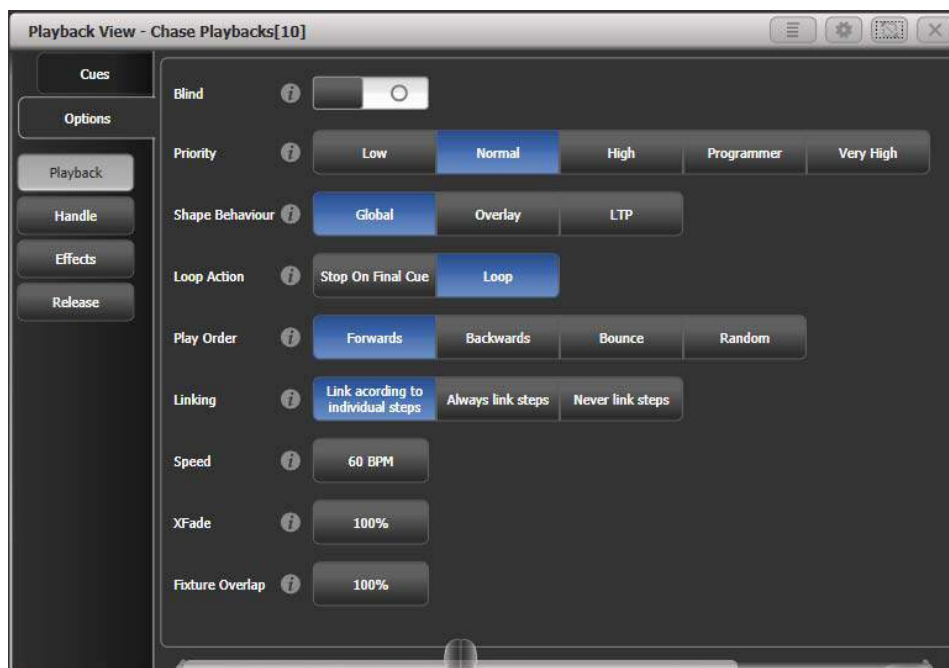 Playback View - Chase Playbacks[10]
Cues
Options
Playback
Handle
Effects
Release
Blind
Priority
Low
Normal
High
Programmer
Very High
Shape Behaviour
Global
Overlay
LTP
Loop Action
Stop On Final Cue
Loop
Play Order
Forwards
Backwards
Bounce
Random
Linking
Link acording to
individual steps
Always link steps
Never link steps
Speed
60 BPM
XFade
100%
Fixture Overlap
100%